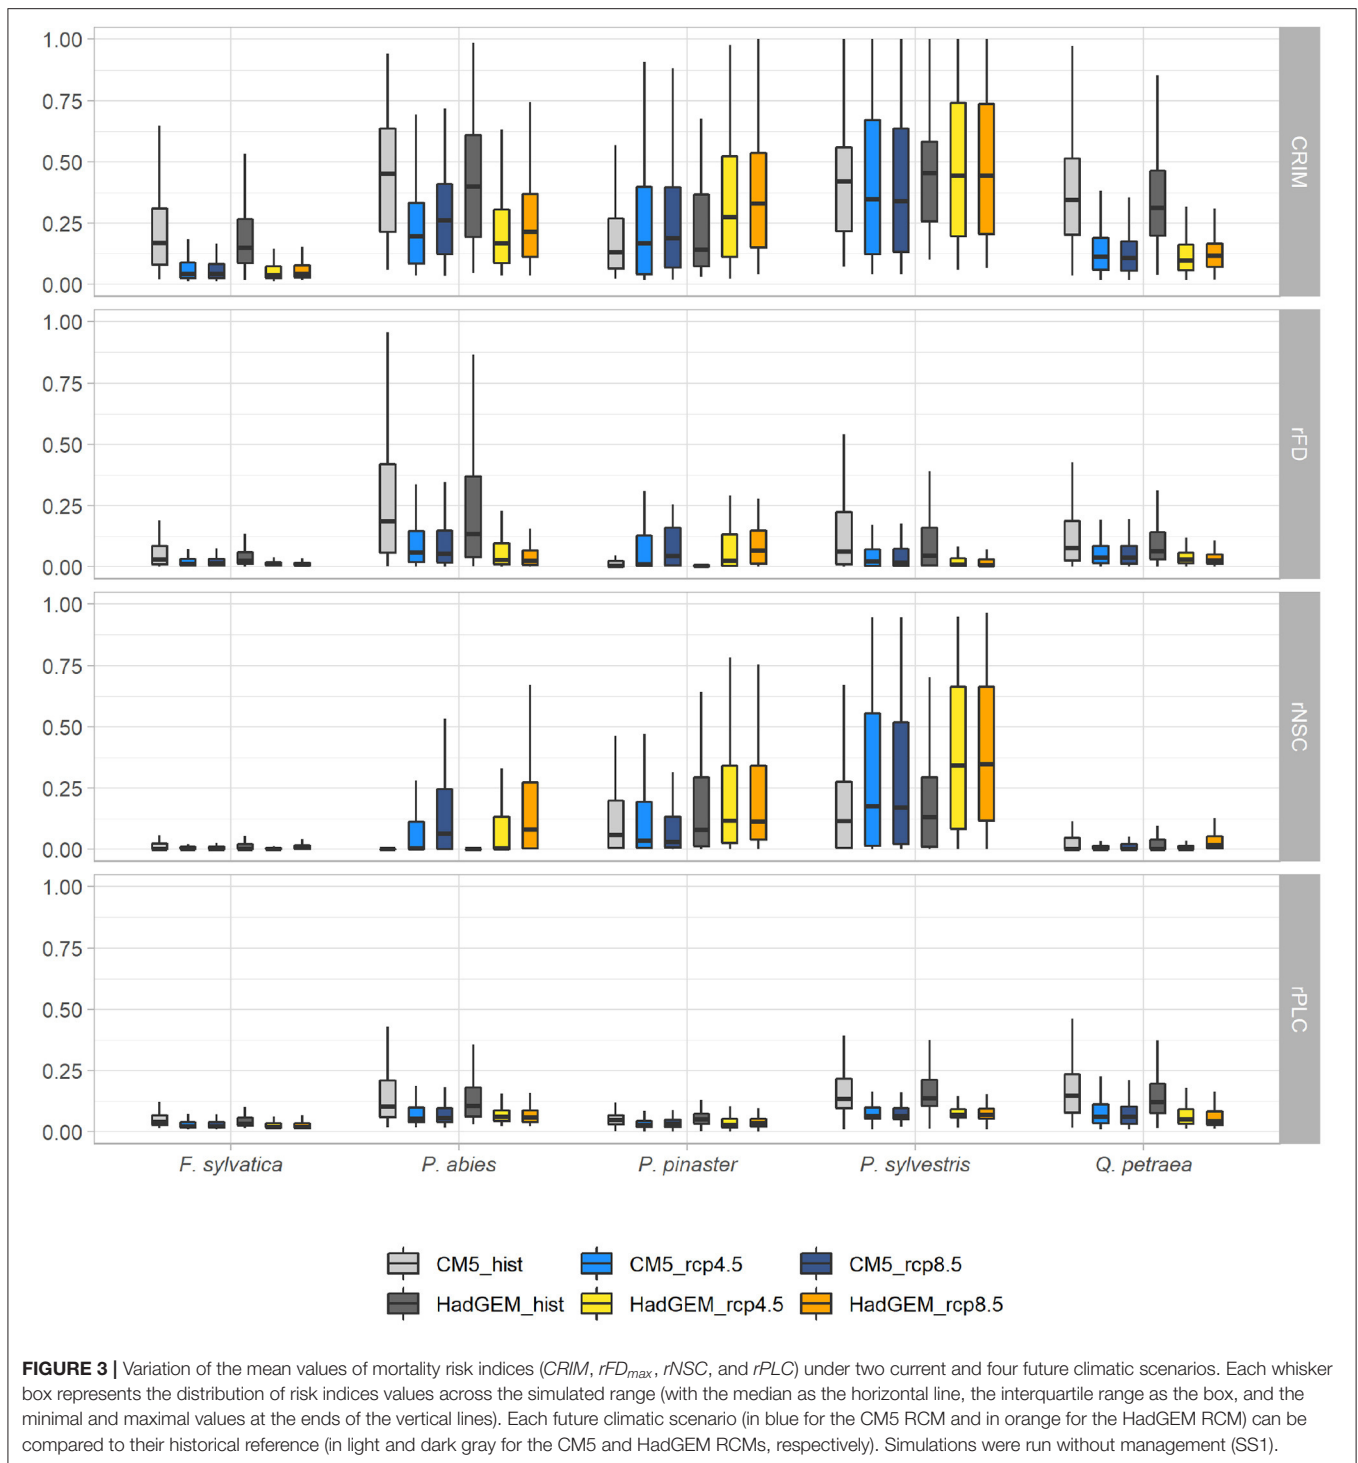 1.00
0.75
0.50
0.25
0.00
CRIM
1.00
0.75
0.50
0.25
0.00
rFD
1.00
0.75
0.50
0.25
0.00
rNSC
1.00
0.75
0.50
0.25
0.00
rPLC
F. sylvatica P. abies P. pinaster P. sylvestris Q. petraea
CM5_hist CM5_rcp4.5 CM5_rcp8.5
HadGEM_hist HadGEM_rcp4.5 HadGEM_rcp8.5
FIGURE 3 | Variation of the mean values of mortality risk indices (CRIM, rFDmax, rNSC, and rPLC) under two current and four future climatic scenarios. Each whisker
box represents the distribution of risk indices values across the simulated range (with the median as the horizontal line, the interquartile range as the box, and the
minimal and maximal values at the ends of the vertical lines). Each future climatic scenario (in blue for the CM5 RCM and in orange for the HadGEM RCM) can be
compared to their historical reference (in light and dark gray for the CM5 and HadGEM RCMs, respectively). Simulations were run without management (SS1).